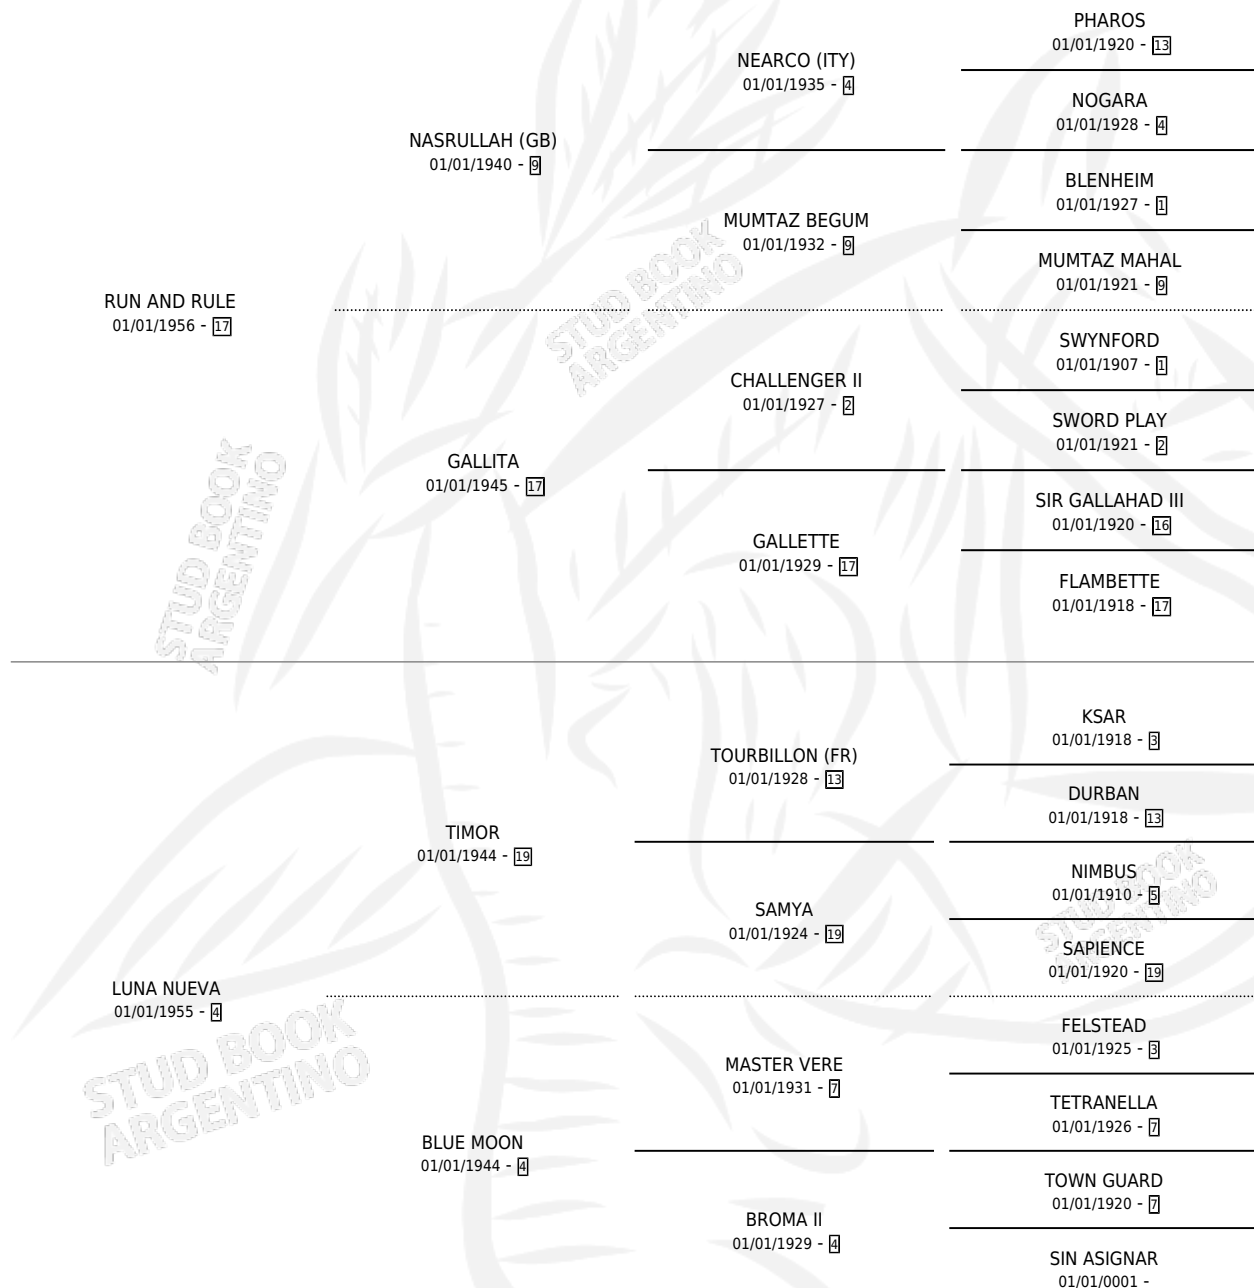 PHAROS
01/01/1920 - 13
NEARCO (ITY)
01/01/1935 - 4
NOGARA
01/01/1928 - 4
NASRULLAH (GB)
01/01/1940 - 9
BLENHEIM
01/01/1927 - 1
MUMTAZ BEGUM
01/01/1932 - 9
MUMTAZ MAHAL
01/01/1921 - 9
RUN AND RULE
01/01/1956 - 17
SWYNFORD
01/01/1907 - 1
CHALLENGER II
01/01/1927 - 2
SWORD PLAY
01/01/1921 - 2
GALLITA
01/01/1945 - 17
SIR GALLAHAD III
01/01/1920 - 16
GALLETTE
01/01/1929 - 17
FLAMBETTE
01/01/1918 - 17
KSAR
01/01/1918 - 3
TOURBILLON (FR)
01/01/1928 - 13
DURBAN
01/01/1918 - 13
TIMOR
01/01/1944 - 19
NIMBUS
01/01/1910 - 5
SAMYA
01/01/1924 - 19
SAPIENCE
01/01/1920 - 19
LUNA NUEVA
01/01/1955 - 4
FELSTEAD
01/01/1925 - 3
MASTER VERE
01/01/1931 - 7
TETRANELLA
01/01/1926 - 7
BLUE MOON
01/01/1944 - 4
TOWN GUARD
01/01/1920 - 7
BROMA II
01/01/1929 - 4
SIN ASIGNAR
01/01/0001 -
STUD BOOK
ARGENTINO
STUD BOOK
ARGENTINO
STUD BOOK
ARGENTINO
STUD BOOK
ARGENTINO